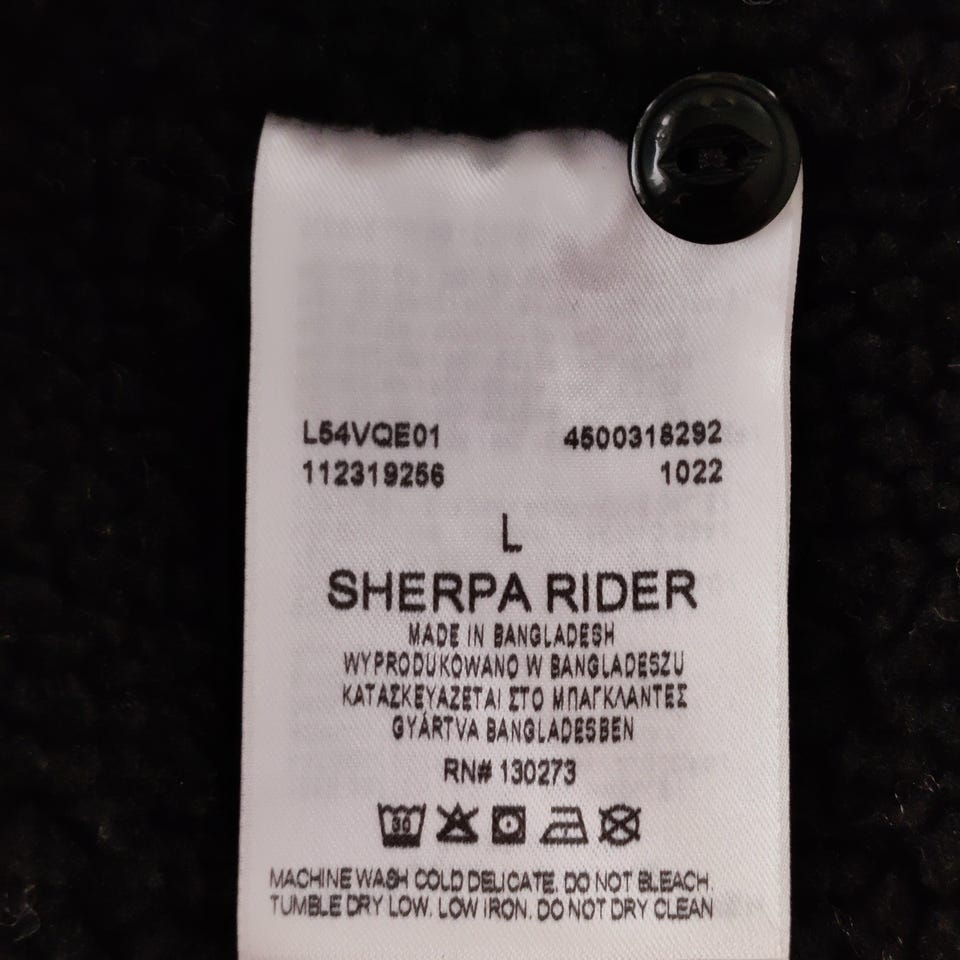 L54VQE01 4500318292
112319256 1022
L
SHERPA RIDER
MADE IN BANGLADESH
WYPRODUKOWANO W BANGLADESZU
ΚΑΤΑΣΚΕΥΑΖΕΤΑΙ ΣΤΟ ΜΠΑΓΚΛΑΝΤΕΣ
GYÁRTVA BANGLADESBEN
RN# 130273
30
MACHINE WASH COLD DELICATE. DO NOT BLEACH.
TUMBLE DRY LOW. LOW IRON. DO NOT DRY CLEAN